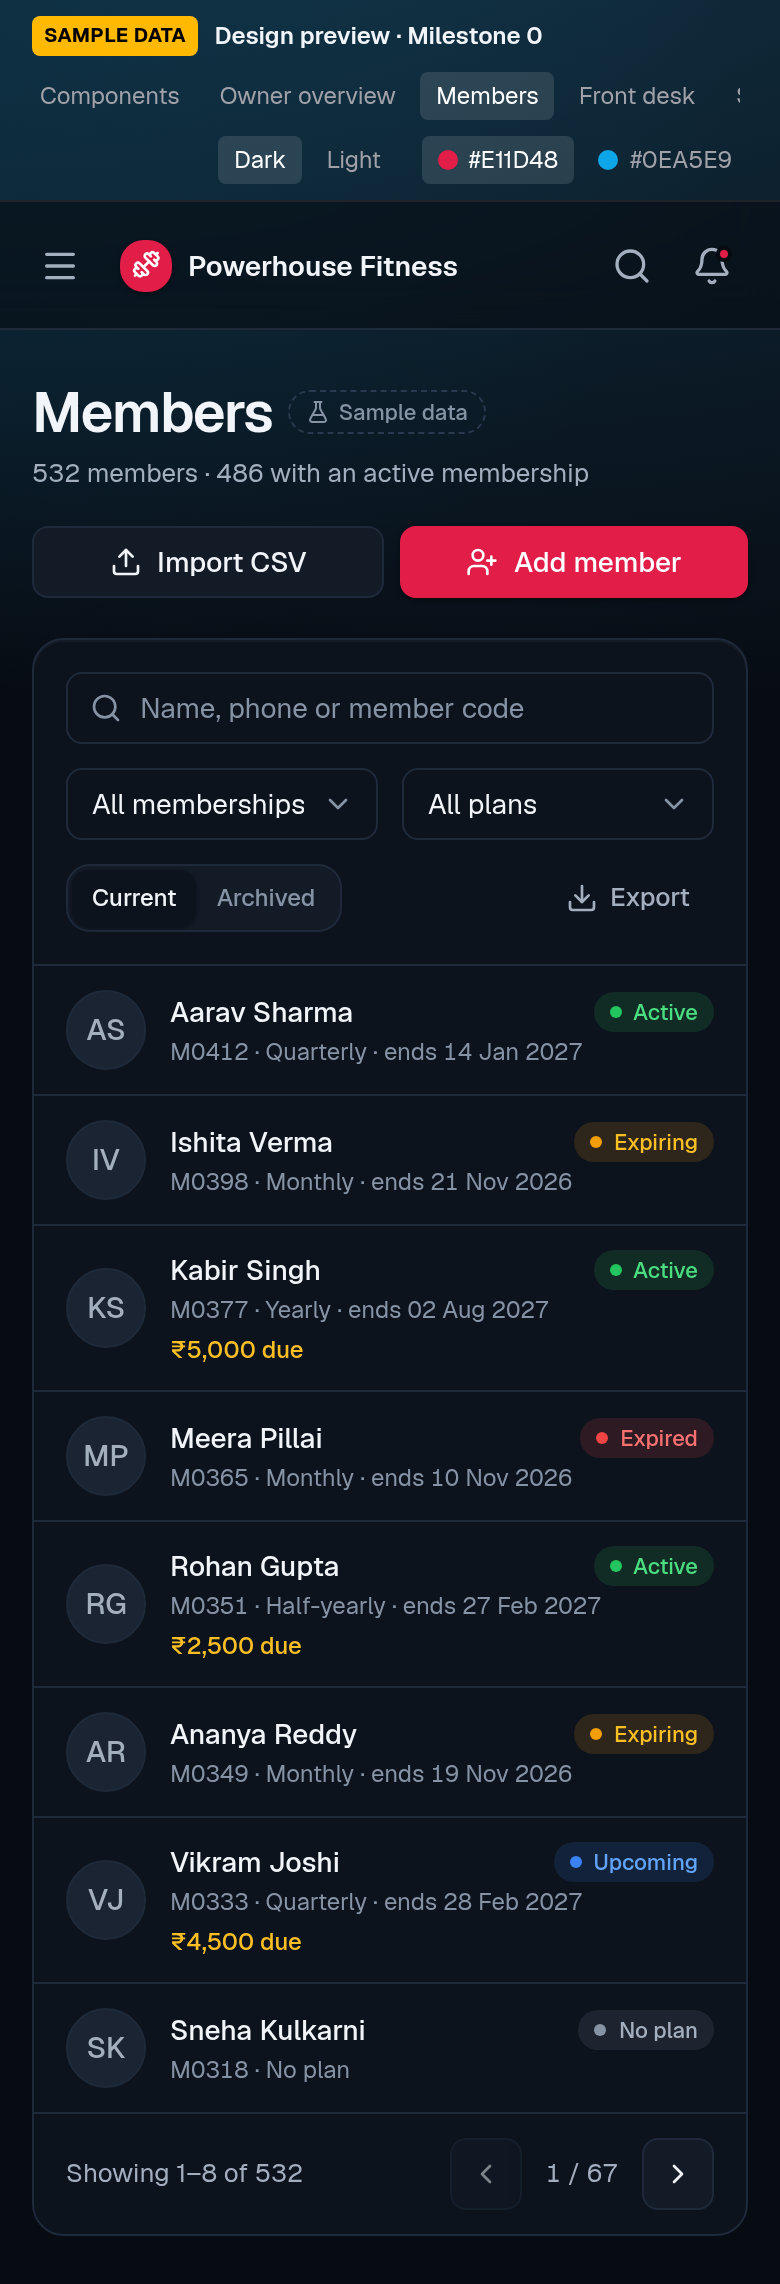 SAMPLE DATA Design preview · Milestone 0
Components Owner overview Members Front desk
Dark Light #E11D48 #0EA5E9
Powerhouse Fitness
Members Sample data
532 members · 486 with an active membership
Import CSV Add member
Name, phone or member code
All memberships All plans
Current Archived Export
AS Aarav Sharma Active
M0412 · Quarterly · ends 14 Jan 2027
IV Ishita Verma Expiring
M0398 · Monthly · ends 21 Nov 2026
KS Kabir Singh Active
M0377 · Yearly · ends 02 Aug 2027
₹5,000 due
MP Meera Pillai Expired
M0365 · Monthly · ends 10 Nov 2026
RG Rohan Gupta Active
M0351 · Half-yearly · ends 27 Feb 2027
₹2,500 due
AR Ananya Reddy Expiring
M0349 · Monthly · ends 19 Nov 2026
VJ Vikram Joshi Upcoming
M0333 · Quarterly · ends 28 Feb 2027
₹4,500 due
SK Sneha Kulkarni No plan
M0318 · No plan
Showing 1–8 of 532 1 / 67